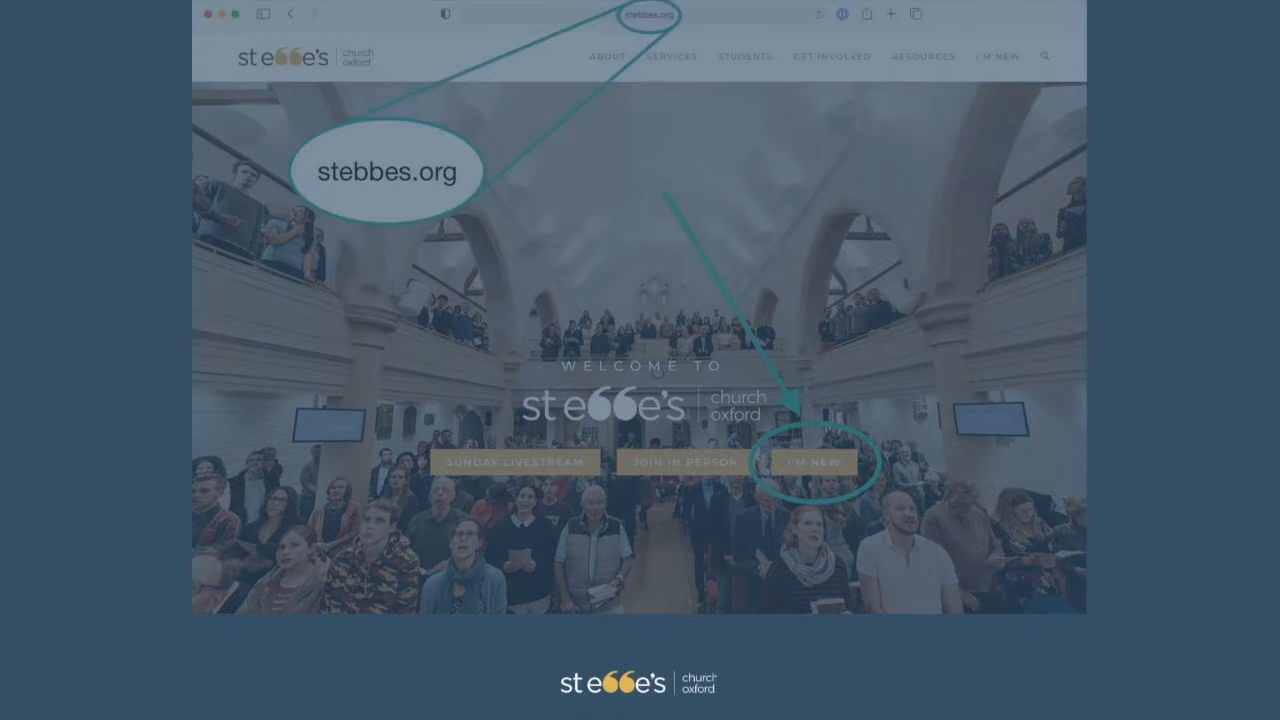 stebbes.org
st ebbe's church oxford
ABOUT SERVICES STUDENTS GET INVOLVED RESOURCES I'M NEW
stebbes.org
WELCOME TO
st ebbe's church oxford
SUNDAY LIVESTREAM JOIN IN PERSON I'M NEW
st ebbe's church oxford